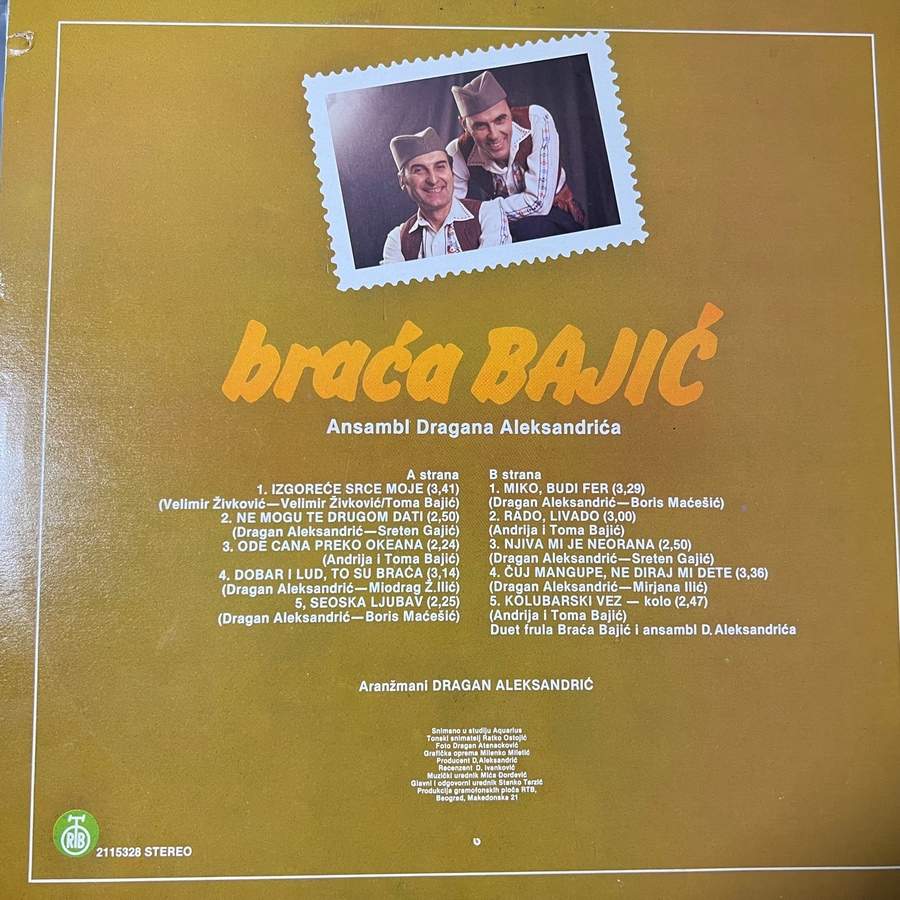 braća BAJIĆ
Ansambl Dragana Aleksandrića
A strana
1. IZGOREĆE SRCE MOJE (3,41)
(Velimir Živković—Velimir Živković/Toma Bajić)
2. NE MOGU TE DRUGOM DATI (2,50)
(Dragan Aleksandrić—Sreten Gajić)
3. ODE CANA PREKO OKEANA (2,24)
(Andrija i Toma Bajić)
4. DOBAR I LUD, TO SU BRAĆA (3,14)
(Dragan Aleksandrić—Miodrag Ž.Ilić)
5, SEOSKA LJUBAV (2,25)
(Dragan Aleksandrić—Boris Maćešić)
B strana
1. MIKO, BUDI FER (3,29)
(Dragan Aleksandrić—Boris Maćešić)
2. RADO, LIVADO (3,00)
(Andrija i Toma Bajić)
3. NJIVA MI JE NEORANA (2,50)
(Dragan Aleksandrić—Sreten Gajić)
4. ČUJ MANGUPE, NE DIRAJ MI DETE (3,36)
(Dragan Aleksandrić—Mirjana Ilić)
5. KOLUBARSKI VEZ — kolo (2,47)
(Andrija i Toma Bajić)
Duet frula Braća Bajić i ansambl D. Aleksandrića
Aranžmani DRAGAN ALEKSANDRIĆ
Snimano u studiju Aquarius
Tonski snimatelj Ratko Ostojić
Foto Dragan Atanacković
Grafička oprema Milenko Miletić
Producent D. Aleksandrić
Recenzent D. Ivanković
Muzički urednik Mića Đorđević
Glavni i odgovorni urednik Stanko Terzić
Produkcija gramofonskih ploča RTB,
Beograd, Makedonska 21
RTB
2115328 STEREO